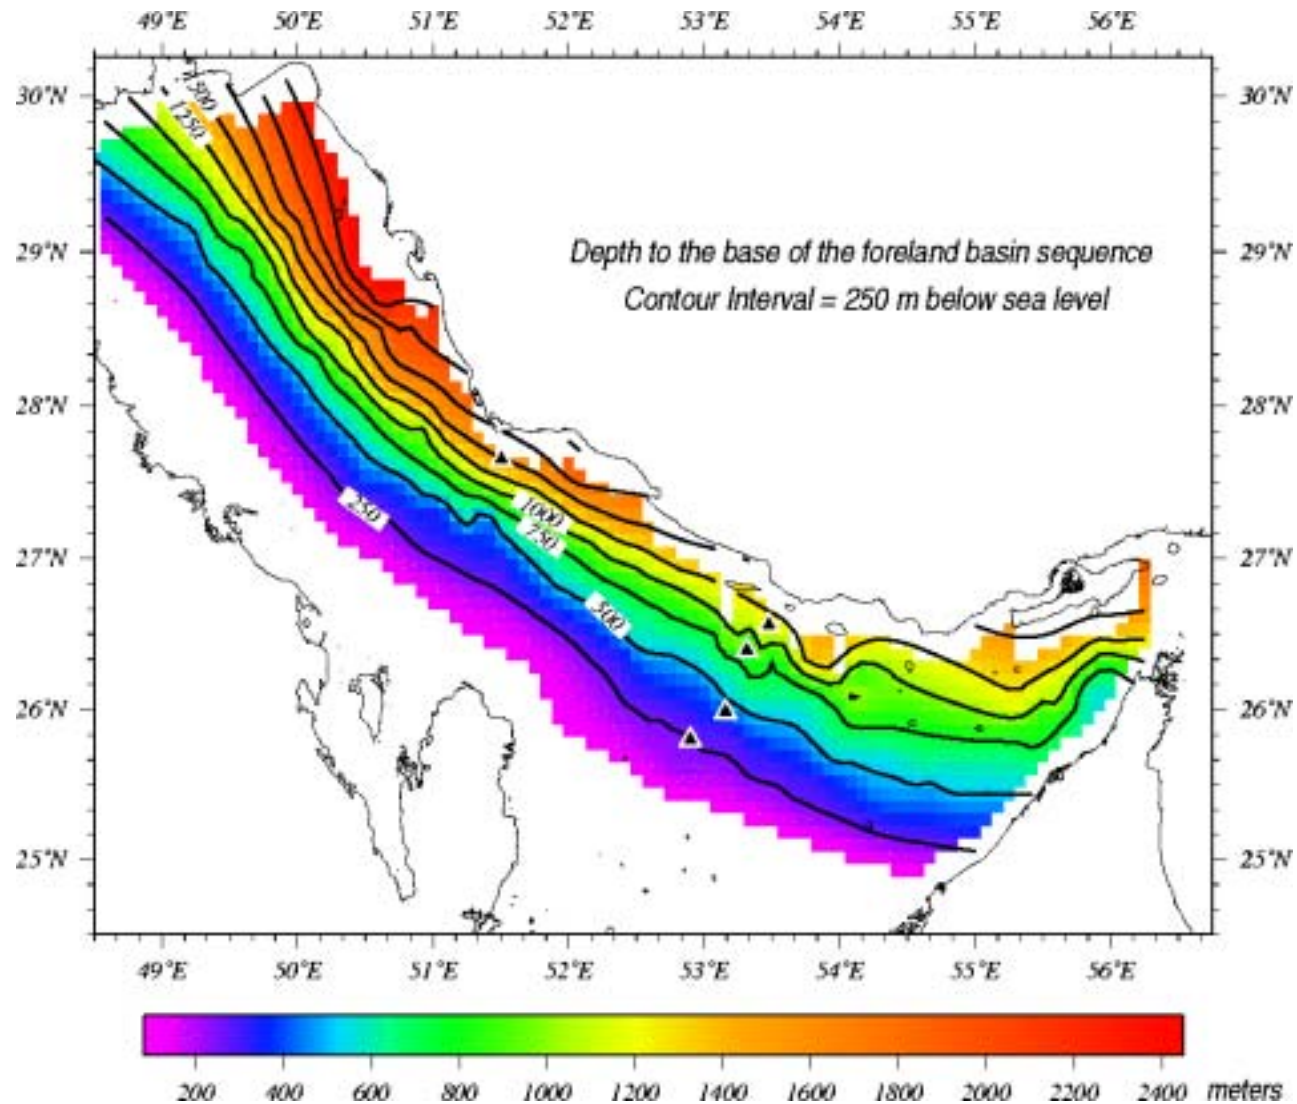 49°E 50°E 51°E 52°E 53°E 54°E 55°E 56°E
30°N 30°N
1500
1250
29°N 29°N
Depth to the base of the foreland basin sequence
Contour Interval = 250 m below sea level
28°N 28°N
250
1000
750
27°N 27°N
500
26°N 26°N
25°N 25°N
49°E 50°E 51°E 52°E 53°E 54°E 55°E 56°E
200 400 600 800 1000 1200 1400 1600 1800 2000 2200 2400 meters